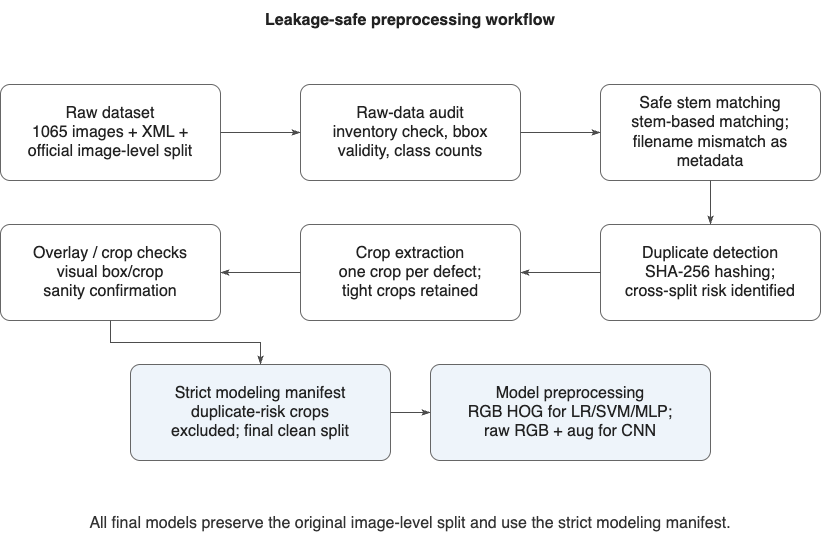 Leakage-safe preprocessing workflow
Raw dataset
1065 images + XML +
official image-level split
Raw-data audit
inventory check, bbox
validity, class counts
Safe stem matching
stem-based matching;
filename mismatch as
metadata
Duplicate detection
SHA-256 hashing;
cross-split risk identified
Crop extraction
one crop per defect;
tight crops retained
Overlay / crop checks
visual box/crop
sanity confirmation
Strict modeling manifest
duplicate-risk crops
excluded; final clean split
Model preprocessing
RGB HOG for LR/SVM/MLP;
raw RGB + aug for CNN
All final models preserve the original image-level split and use the strict modeling manifest.